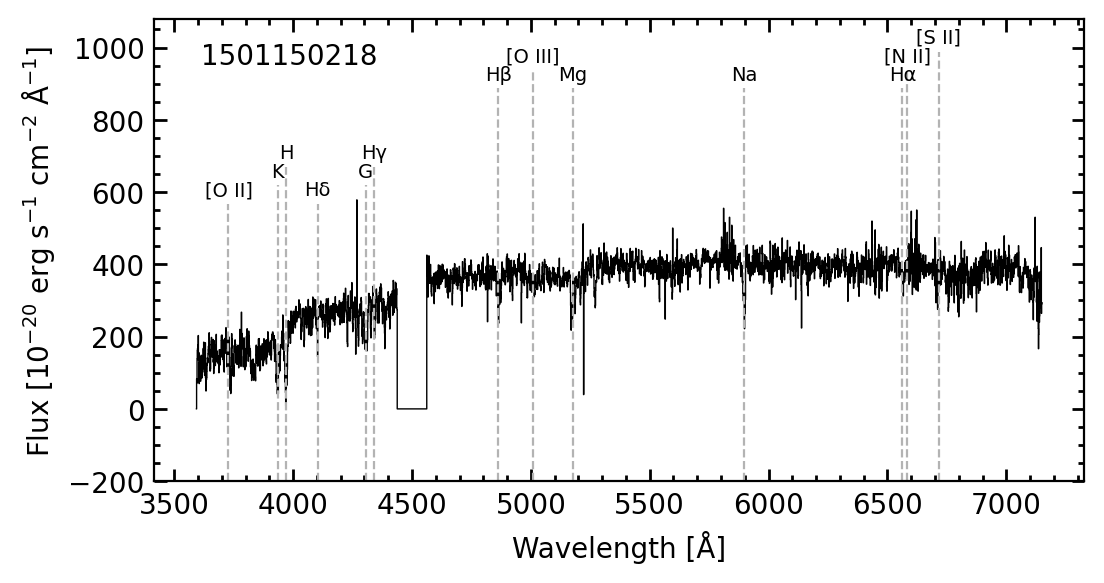 1501150218
[S II]
[O III]
[N II]
Hβ
Mg
Na
Hα
H
Hγ
K
G
[O II]
Hδ
1000
800
600
400
200
0
−200
3500
4000
4500
5000
5500
6000
6500
7000
Flux [10⁻²⁰ erg s⁻¹ cm⁻² Å⁻¹]
Wavelength [Å]